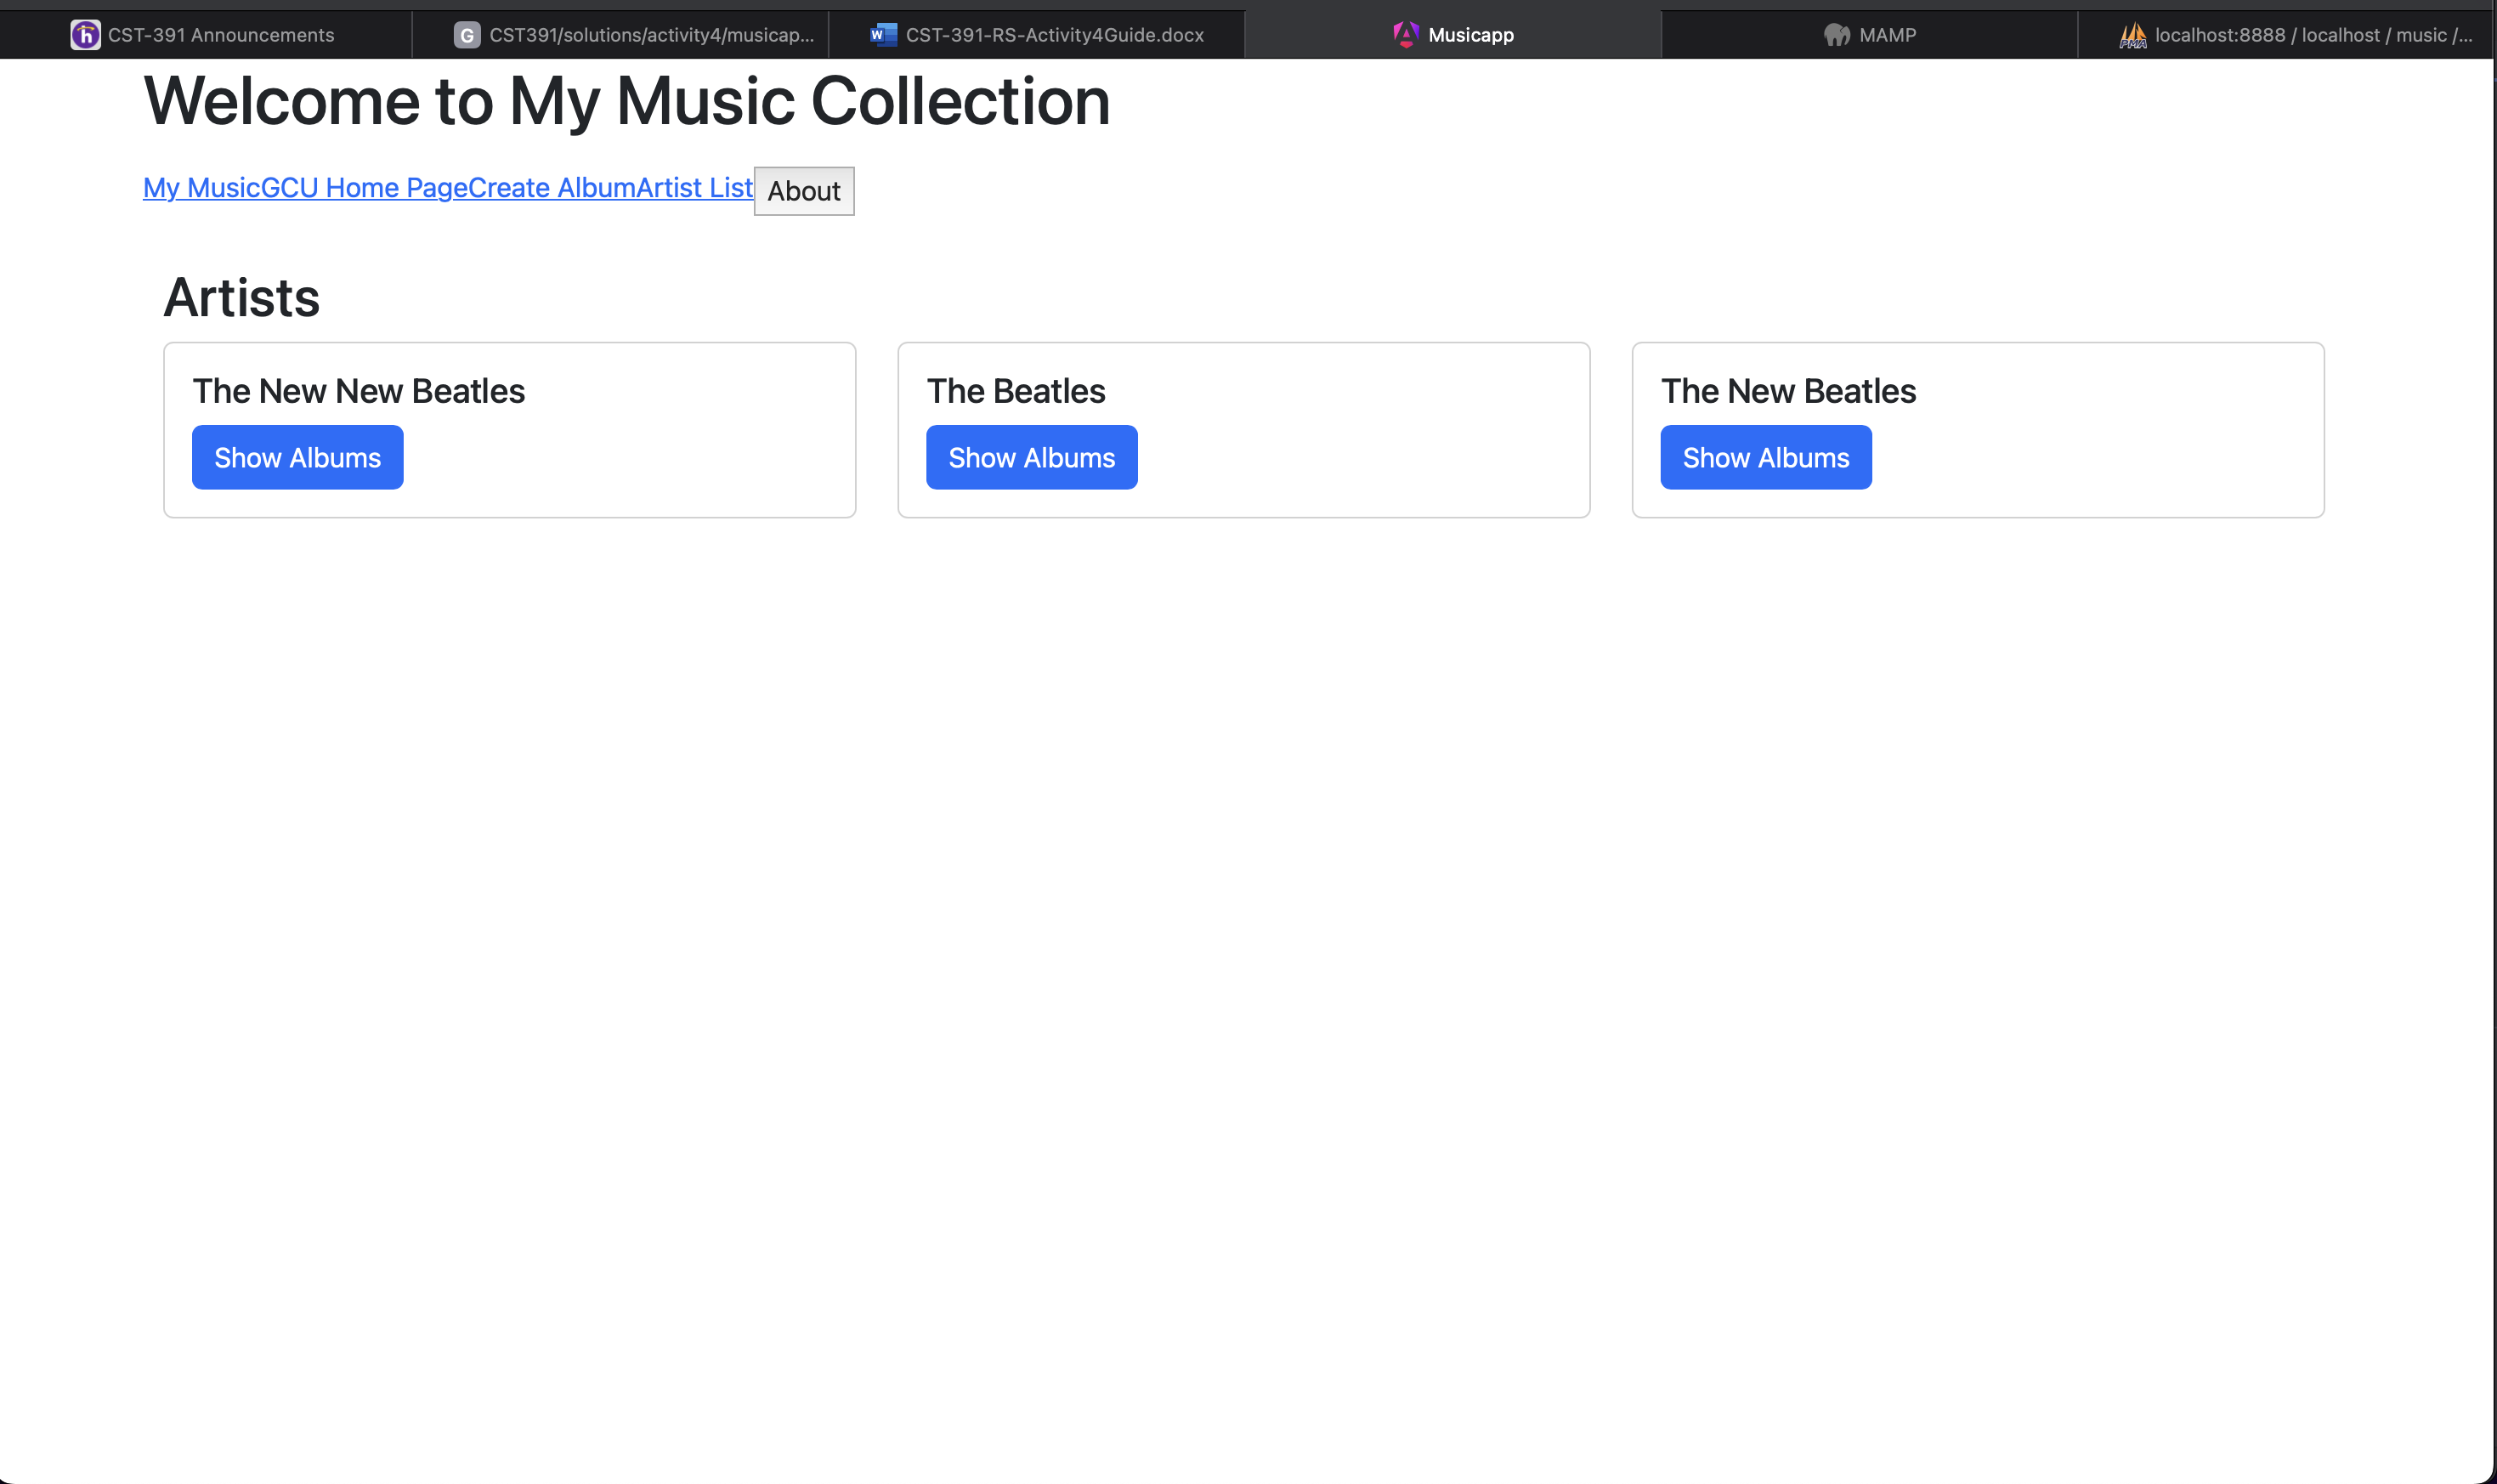 CST-391 Announcements
CST391/solutions/activity4/musicap...
CST-391-RS-Activity4Guide.docx
Musicapp
MAMP
localhost:8888 / localhost / music /...
Welcome to My Music Collection
My MusicGCU Home PageCreate AlbumArtist List About
Artists
The New New Beatles
Show Albums
The Beatles
Show Albums
The New Beatles
Show Albums